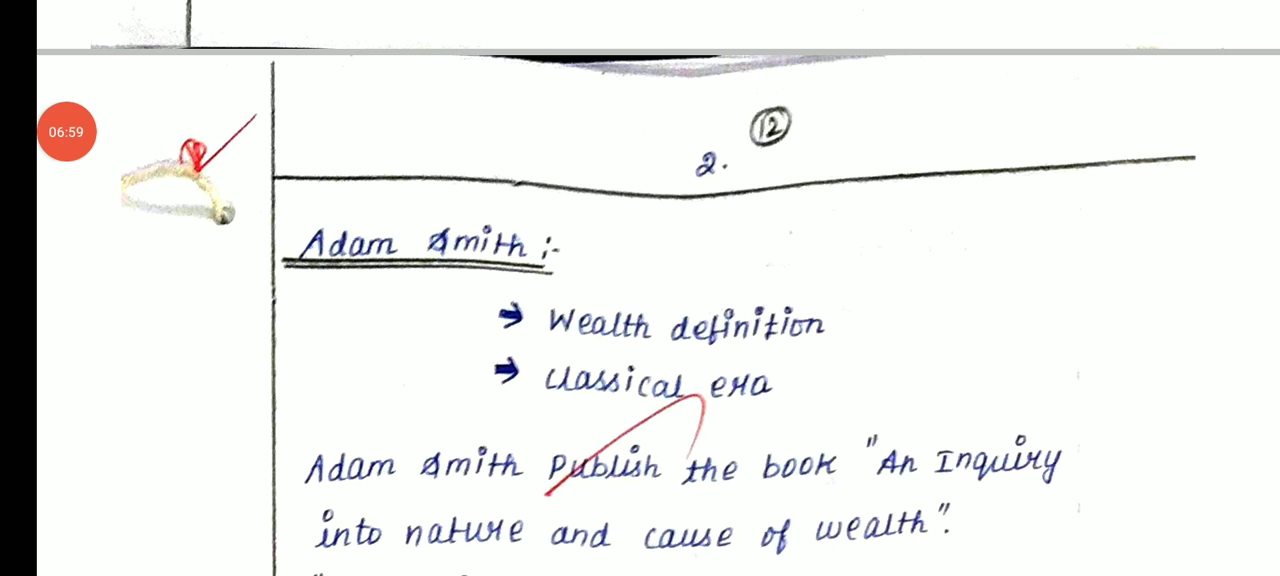 06:59
12
2.
Adam Smith :-
➔ Wealth definition
➔ Classical era
Adam Smith Publish the book "An Inquiry
into nature and cause of wealth".